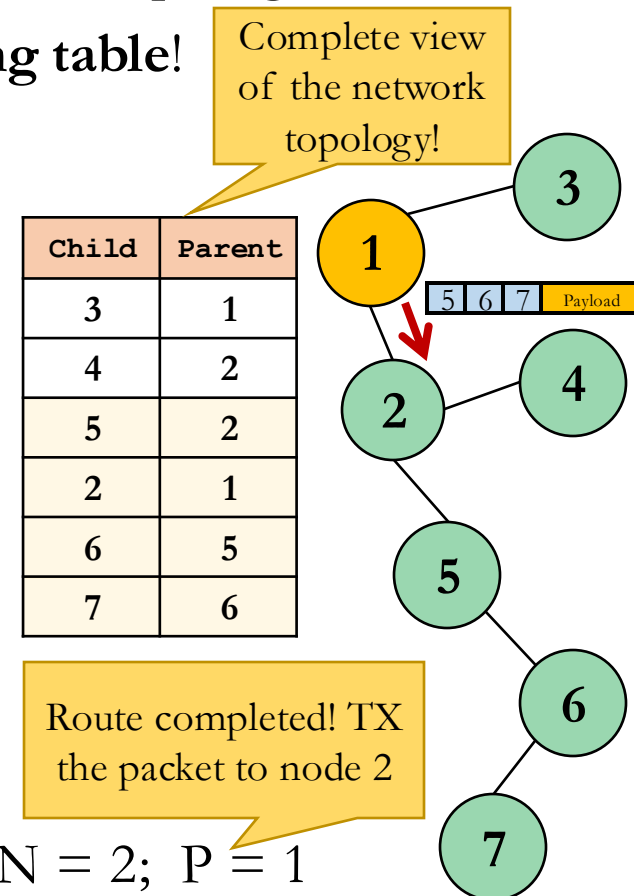 ng table!
Complete view
of the network
topology!
Child Parent
3 1
4 2
5 2
2 1
6 5
7 6
1
3
5 6 7 Payload
2
4
5
6
7
Route completed! TX
the packet to node 2
N = 2; P = 1